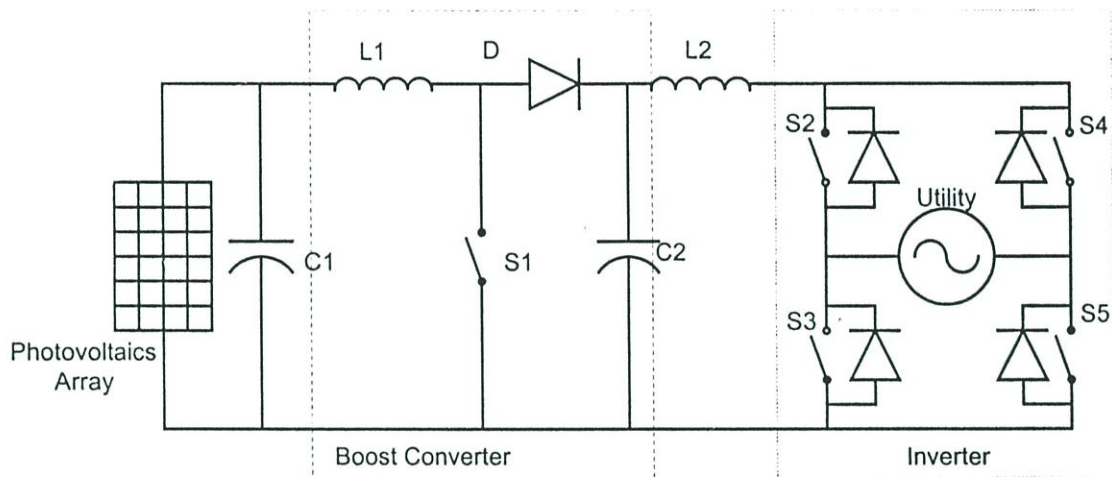 L1
D
L2
S2
S4
Utility
C1
S1
C2
S3
S5
Photovoltaics
Array
Boost Converter
Inverter